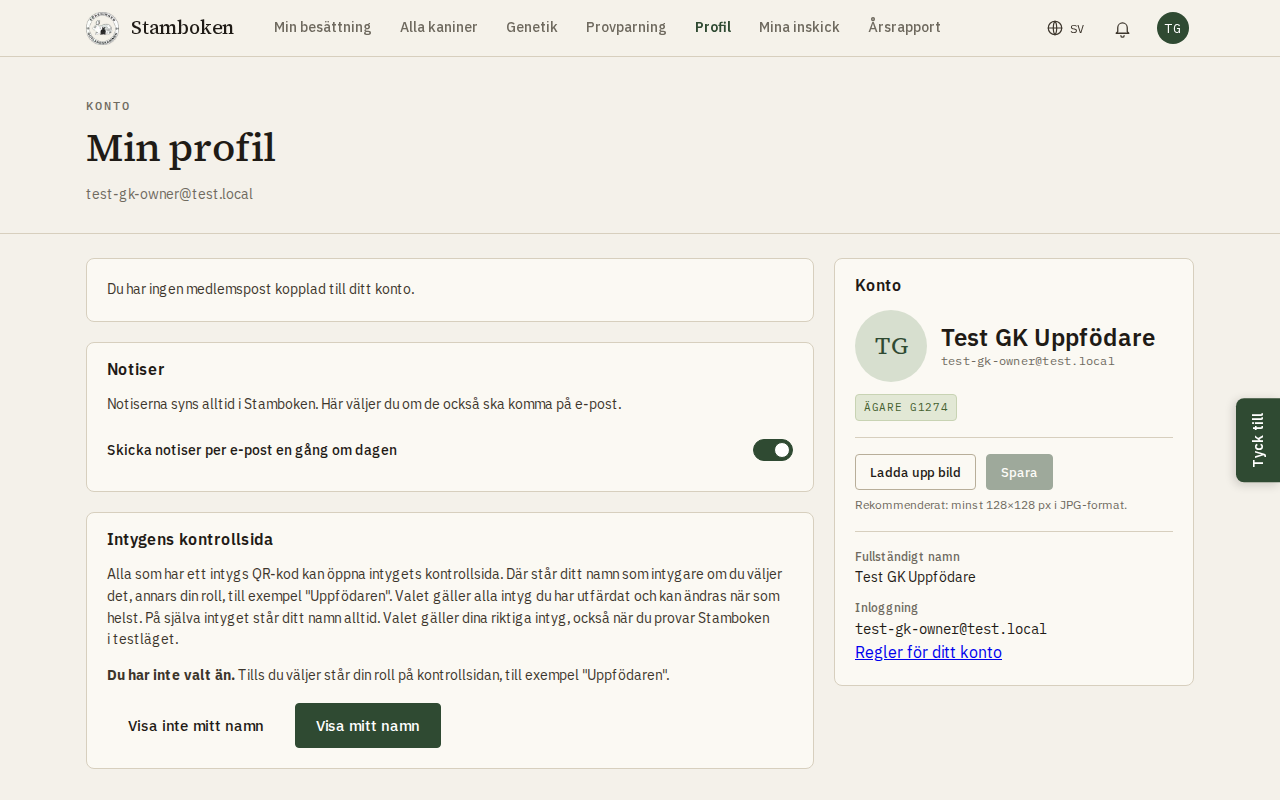 Stamboken
Min besättning
Alla kaniner
Genetik
Provparning
Profil
Mina inskick
Årsrapport
SV
TG
KONTO
Min profil
test-gk-owner@test.local
Du har ingen medlemspost kopplad till ditt konto.
Notiser
Notiserna syns alltid i Stamboken. Här väljer du om de också ska komma på e-post.
Skicka notiser per e-post en gång om dagen
Intygens kontrollsida
Alla som har ett intygs QR-kod kan öppna intygets kontrollsida. Där står ditt namn som intygare om du väljer
det, annars din roll, till exempel "Uppfödaren". Valet gäller alla intyg du har utfärdat och kan ändras när som
helst. På själva intyget står ditt namn alltid. Valet gäller dina riktiga intyg, också när du provar Stamboken
i testläget.
Du har inte valt än. Tills du väljer står din roll på kontrollsidan, till exempel "Uppfödaren".
Visa inte mitt namn
Visa mitt namn
Konto
TG
Test GK Uppfödare
test-gk-owner@test.local
ÄGARE G1274
Ladda upp bild
Spara
Rekommenderat: minst 128×128 px i JPG-format.
Fullständigt namn
Test GK Uppfödare
Inloggning
test-gk-owner@test.local
Regler för ditt konto
Tyck till